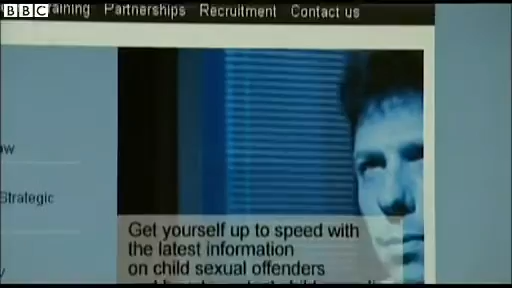 BBC
Partnerships Recruitment Contact us
Strategic
Get yourself up to speed with
the latest information
on child sexual offenders